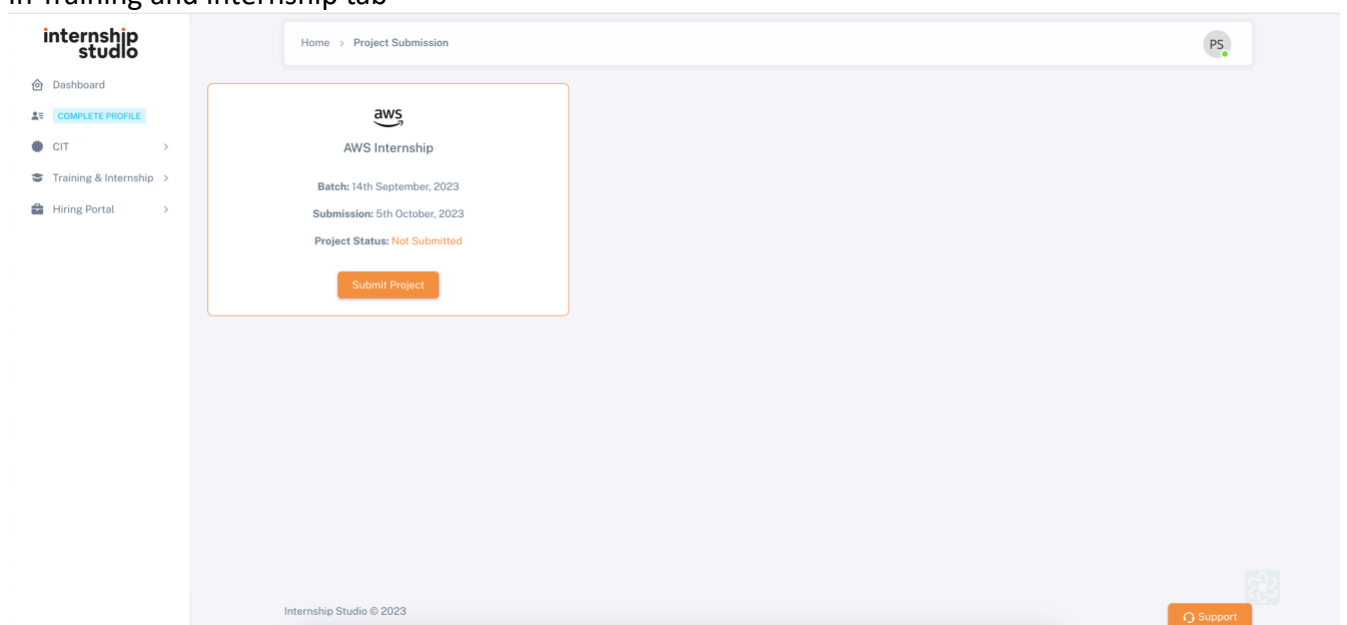 in Training and internship tab
internship
studio
Home > Project Submission
PS
Dashboard
COMPLETE PROFILE
CIT
Training & Internship
Hiring Portal
aws
AWS Internship
Batch: 14th September, 2023
Submission: 5th October, 2023
Project Status: Not Submitted
Submit Project
Internship Studio © 2023
Support